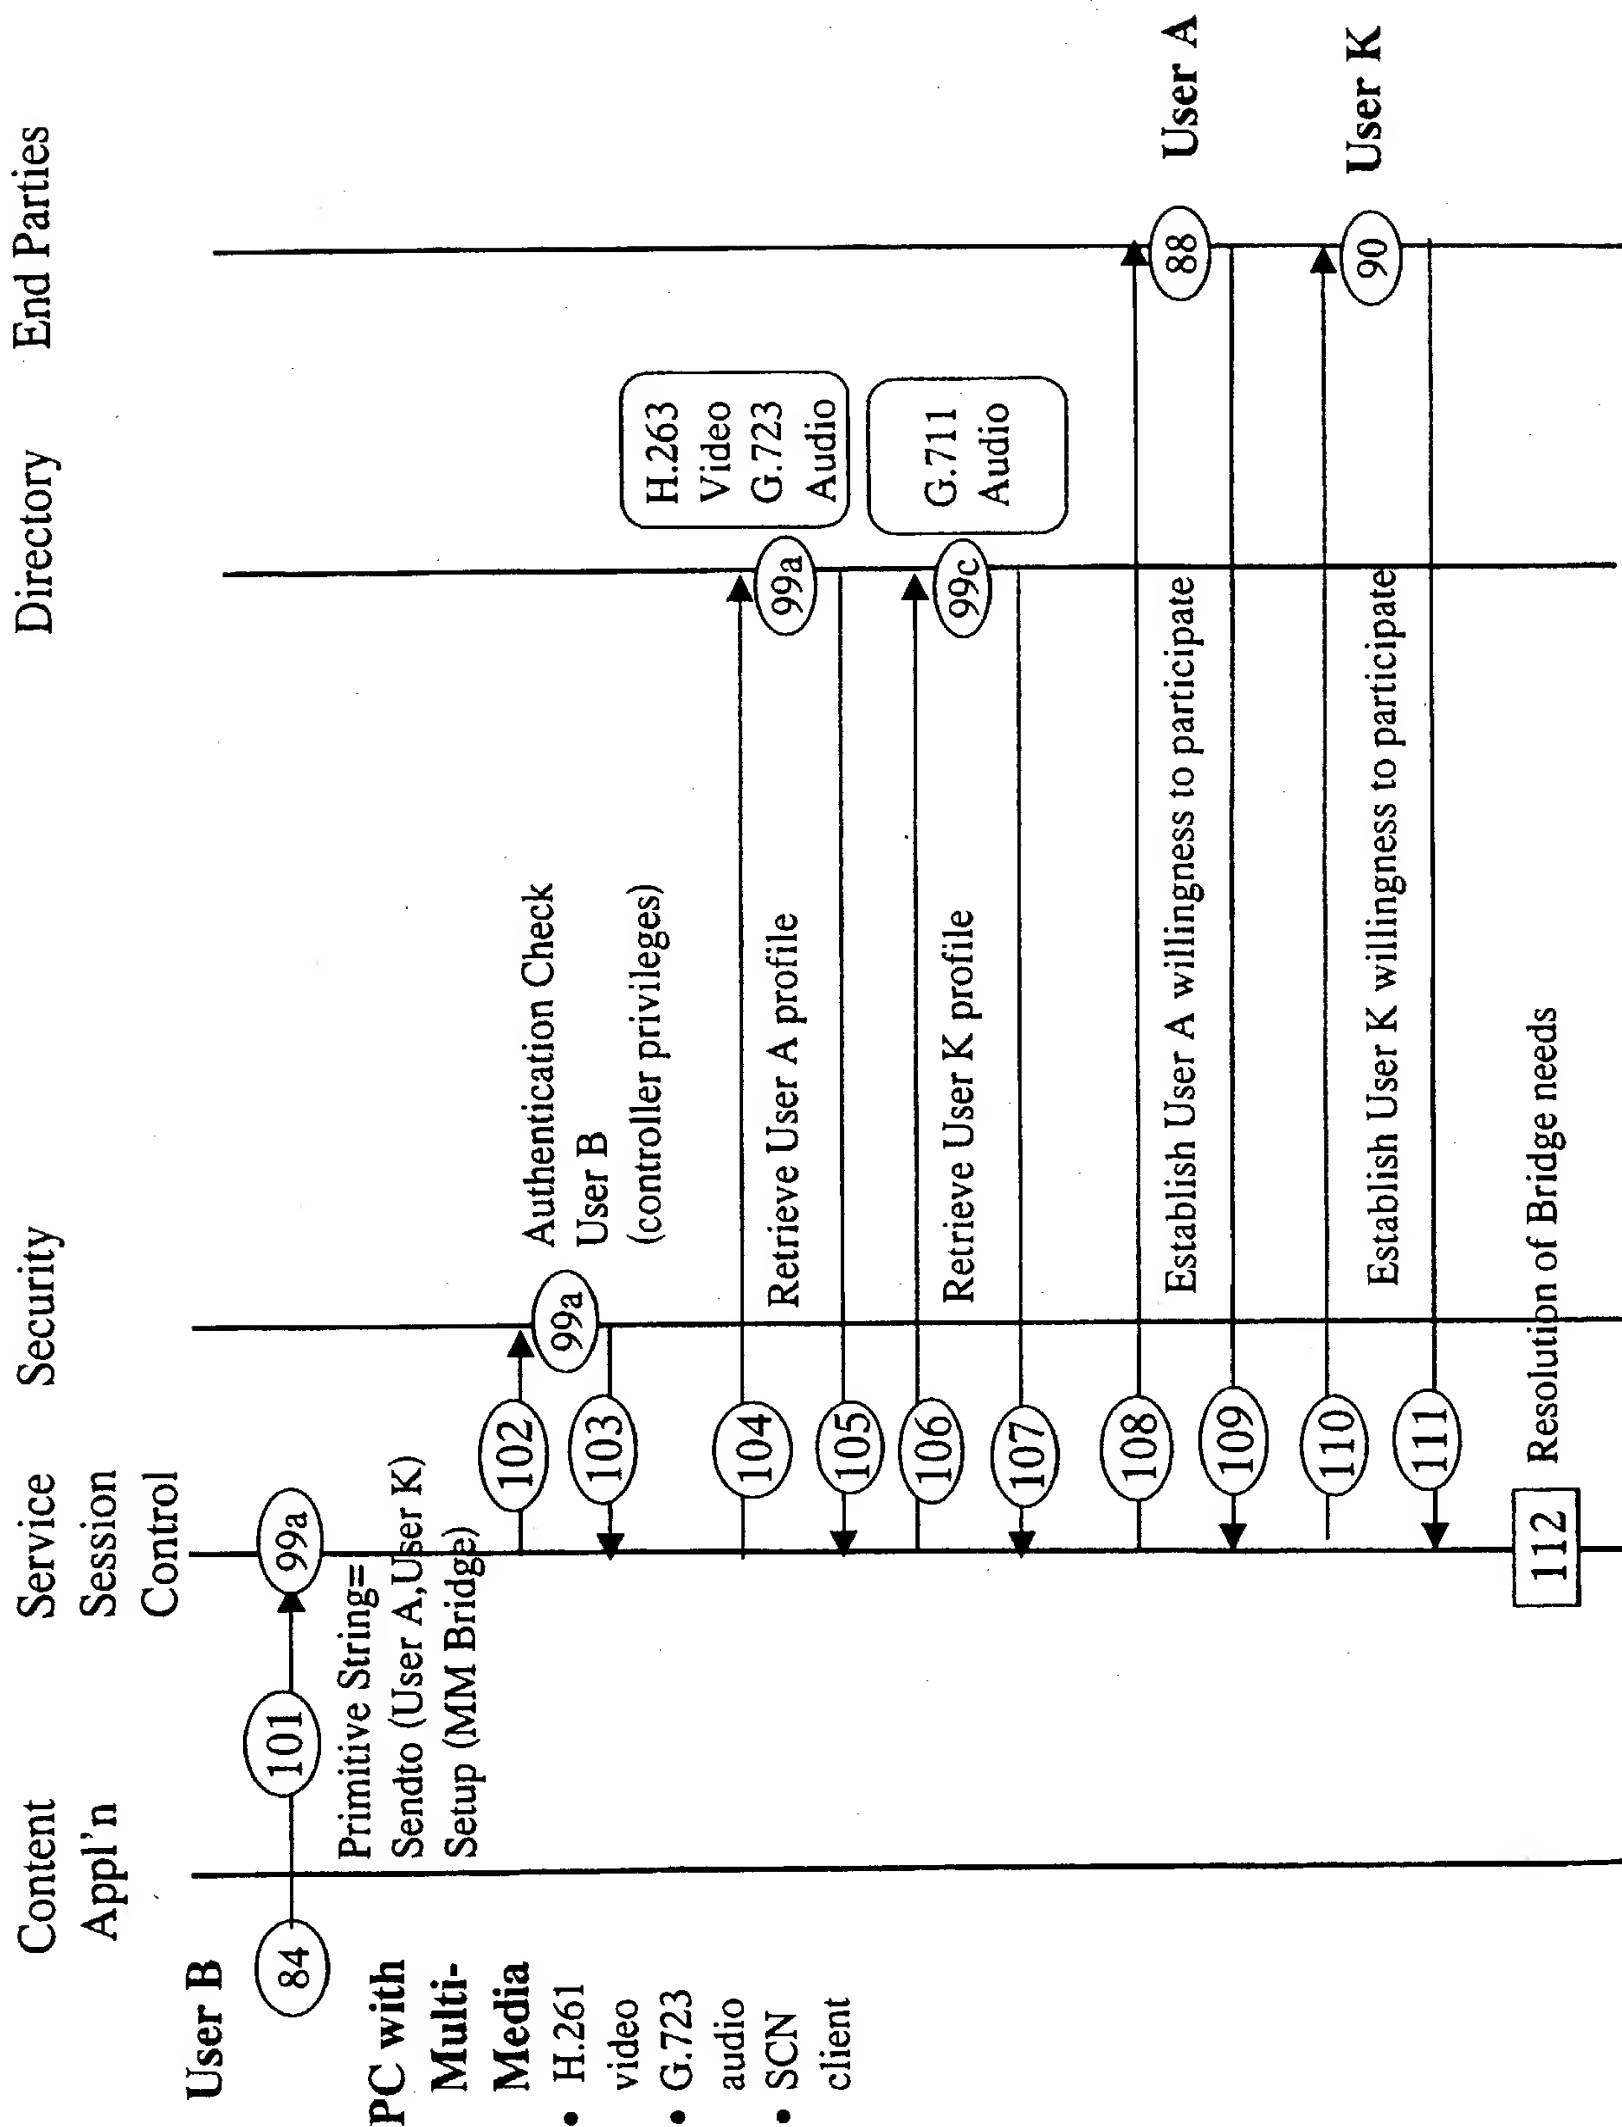 Content
Appl'n
Service
Session
Control
Security
Directory
End Parties
User B
84
101
99a
PC with
Multi-
Media
• H.261
video
• G.723
audio
• SCN
client
Primitive String=
Sendto (User A,User K)
Setup (MM Bridge)
102
99a
103
Authentication Check
User B
(controller privileges)
104
Retrieve User A profile
99a
105
H.263
Video
G.723
Audio
106
Retrieve User K profile
99c
107
G.711
Audio
108
Establish User A willingness to participate
88
User A
109
110
Establish User K willingness to participate
90
User K
111
112
Resolution of Bridge needs